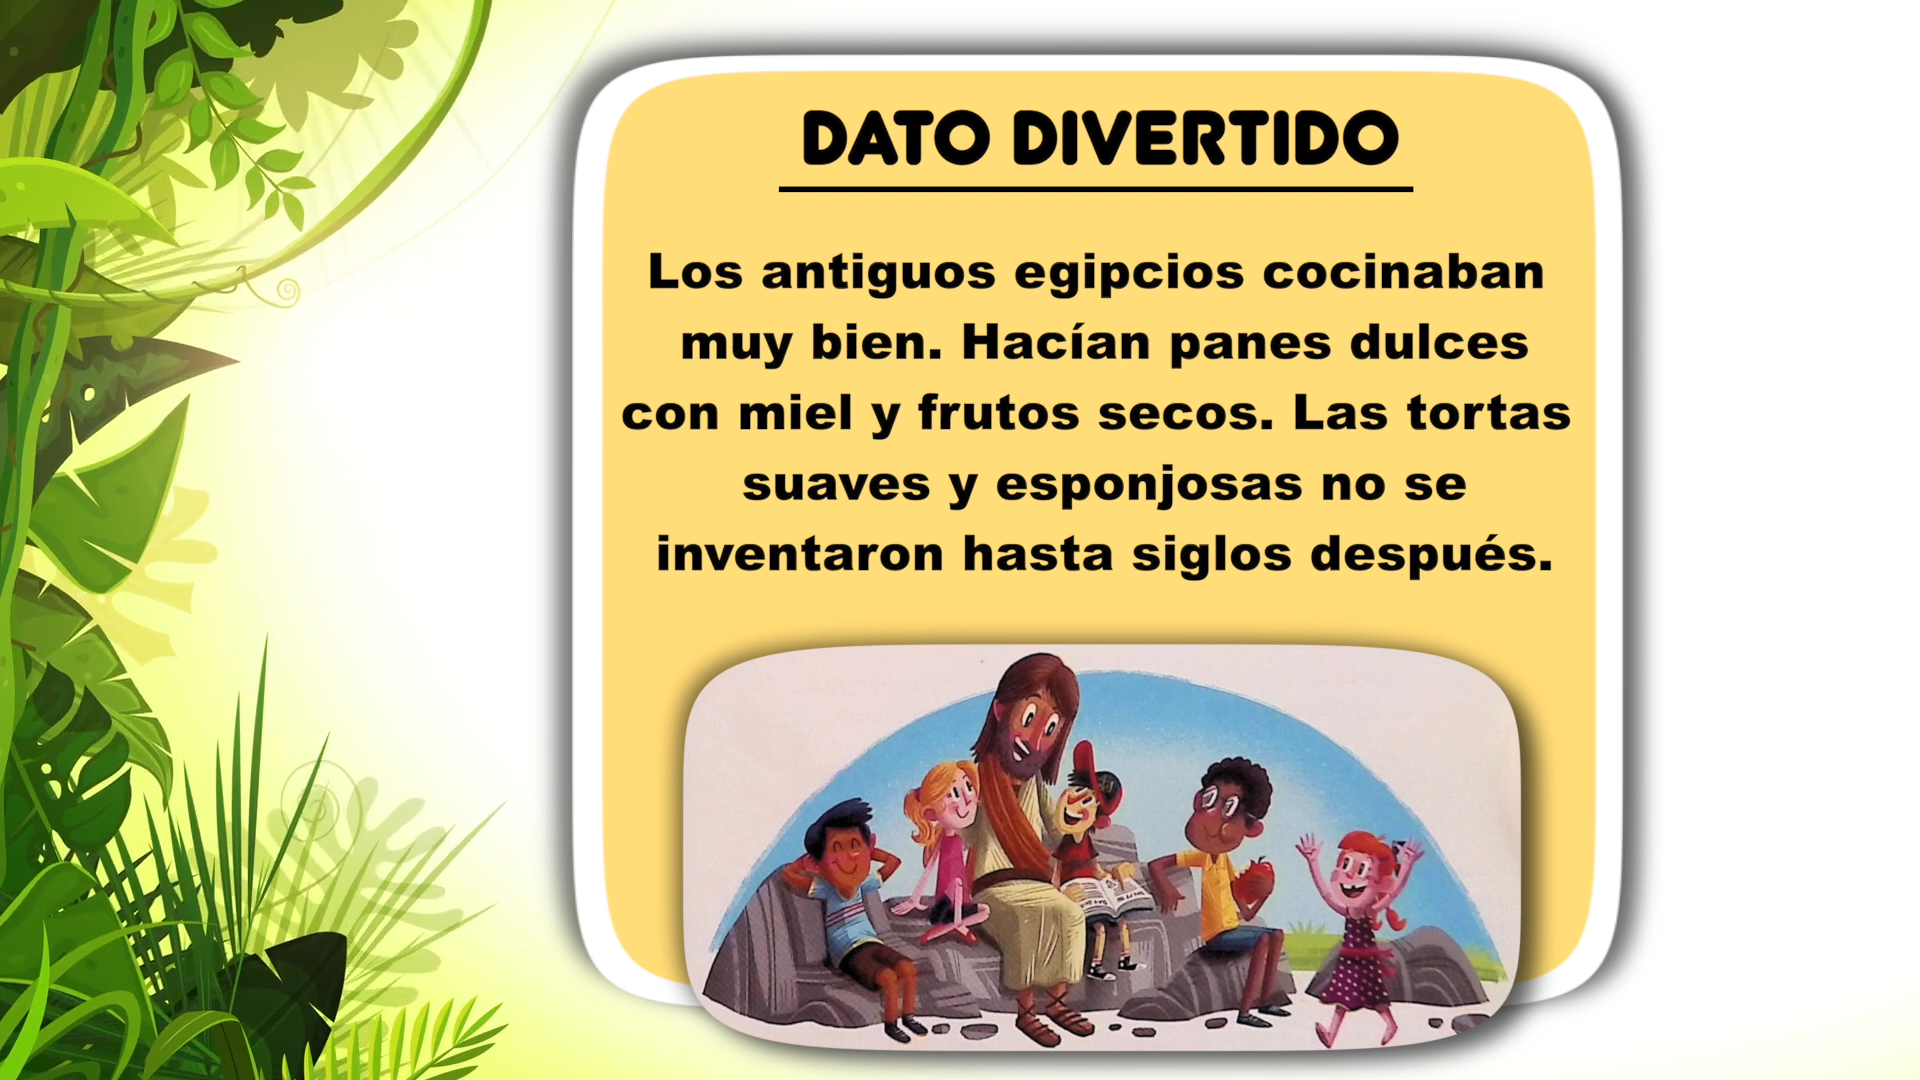 DATO DIVERTIDO
Los antiguos egipcios cocinaban
muy bien. Hacían panes dulces
con miel y frutos secos. Las tortas
suaves y esponjosas no se
inventaron hasta siglos después.